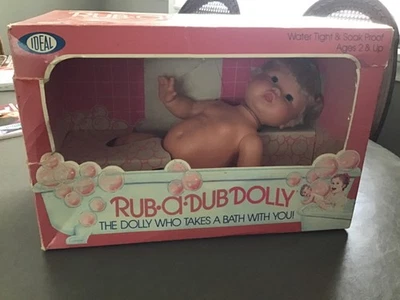 IDEAL
Water Tight & Soak Proof
Ages 2 & Up
RUB•A•DUB DOLLY
THE DOLLY WHO TAKES A BATH WITH YOU!